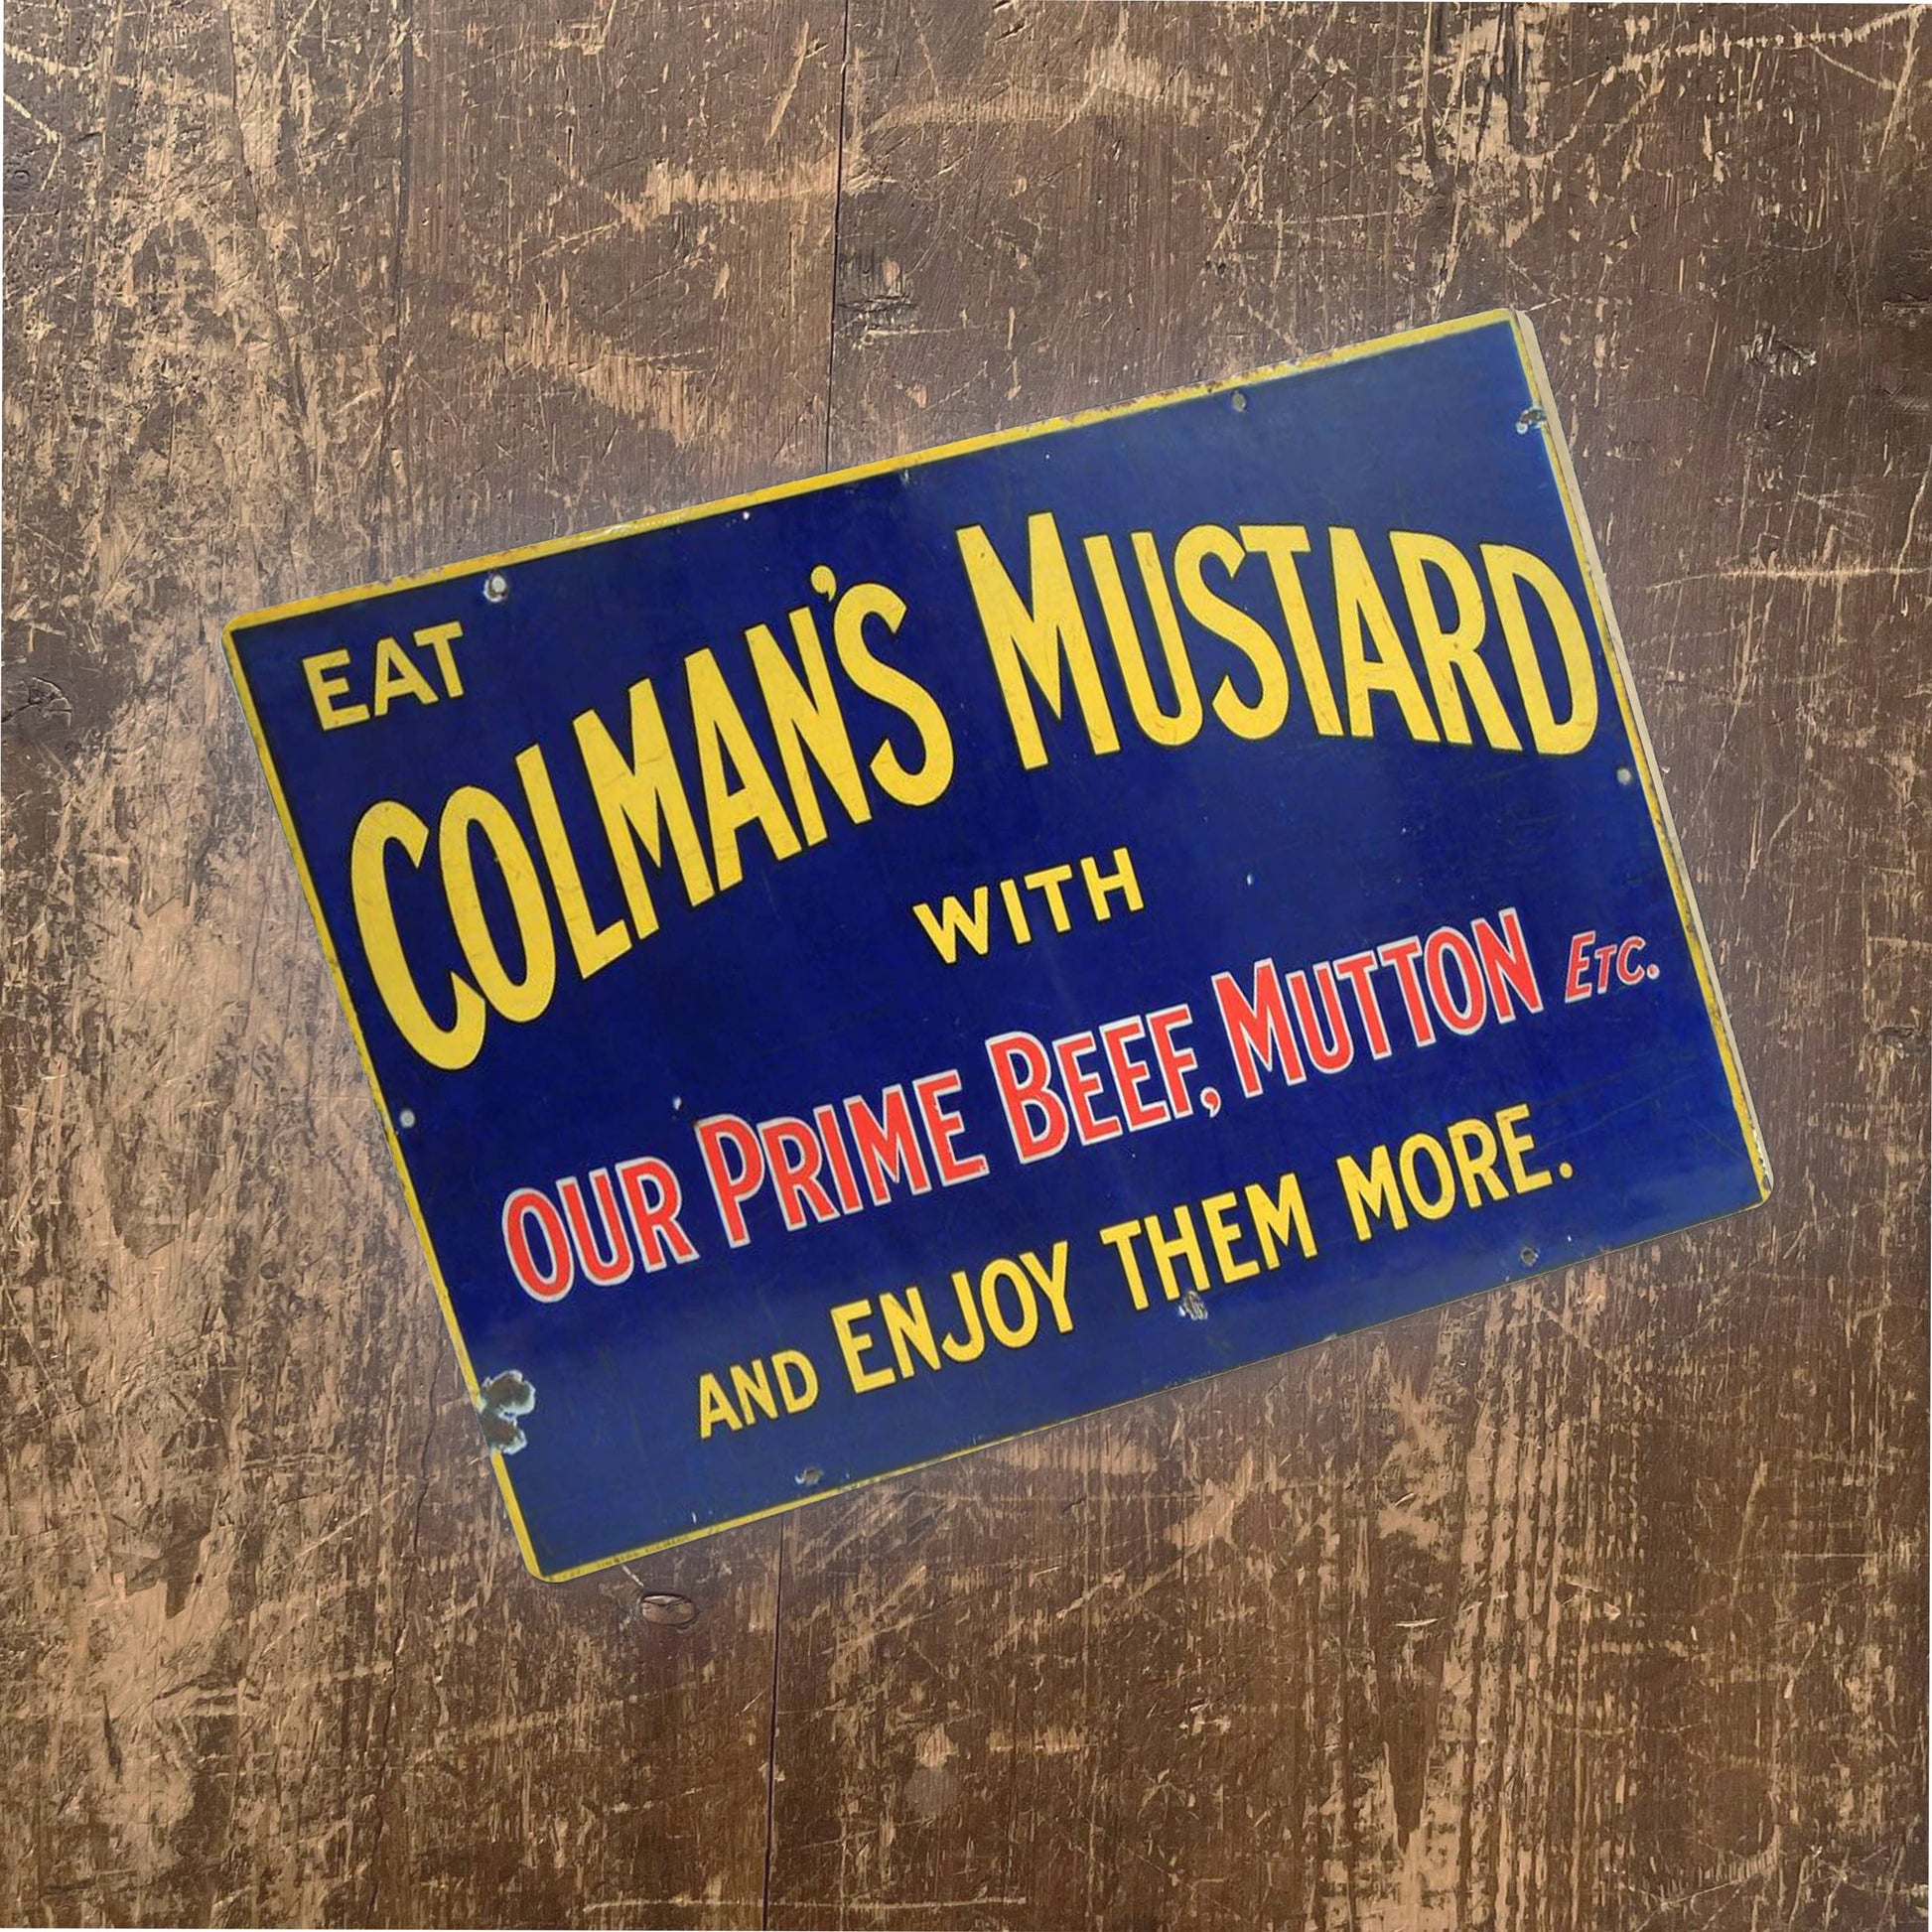 EAT
COLMAN'S MUSTARD
WITH
OUR PRIME BEEF, MUTTON ETC.
AND ENJOY THEM MORE.